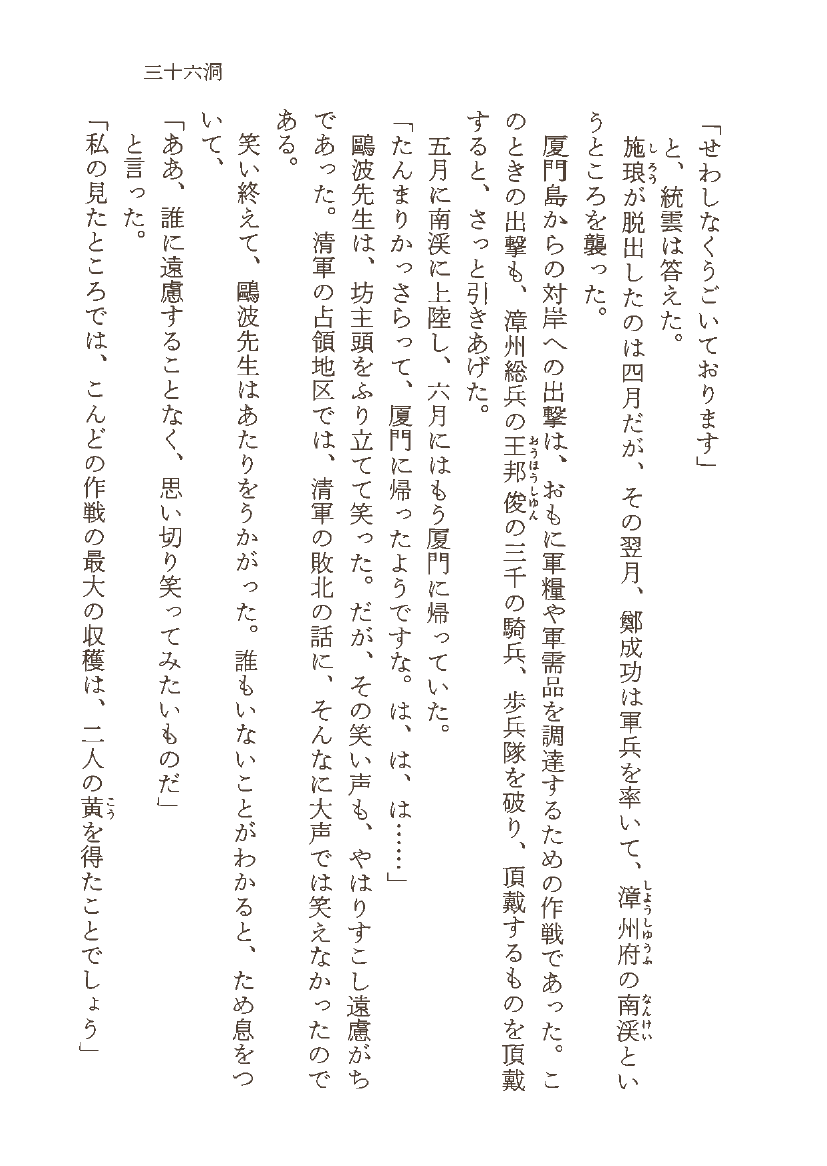 三十六洞
「せわしなくうごいております」
と、統雲は答えた。
施琅が脱出したのは四月だが、その翌月、鄭成功は軍兵を率いて、漳州府の南渓とい
うところを襲った。
厦門島からの対岸への出撃は、おもに軍糧や軍需品を調達するための作戦であった。こ
のときの出撃も、漳州総兵の王邦俊の三千の騎兵、歩兵隊を破り、頂戴するものを頂戴
すると、さっと引きあげた。
五月に南渓に上陸し、六月にはもう厦門に帰っていた。
「たんまりかっさらって、厦門に帰ったようですな。は、は、は……」
鷗波先生は、坊主頭をふり立てて笑った。だが、その笑い声も、やはりすこし遠慮がち
であった。清軍の占領地区では、清軍の敗北の話に、そんなに大声では笑えなかったので
ある。
笑い終えて、鷗波先生はあたりをうかがった。誰もいないことがわかると、ため息をつ
いて、
「ああ、誰に遠慮することなく、思い切り笑ってみたいものだ」
と言った。
「私の見たところでは、こんどの作戦の最大の収穫は、二人の黄を得たことでしょう」